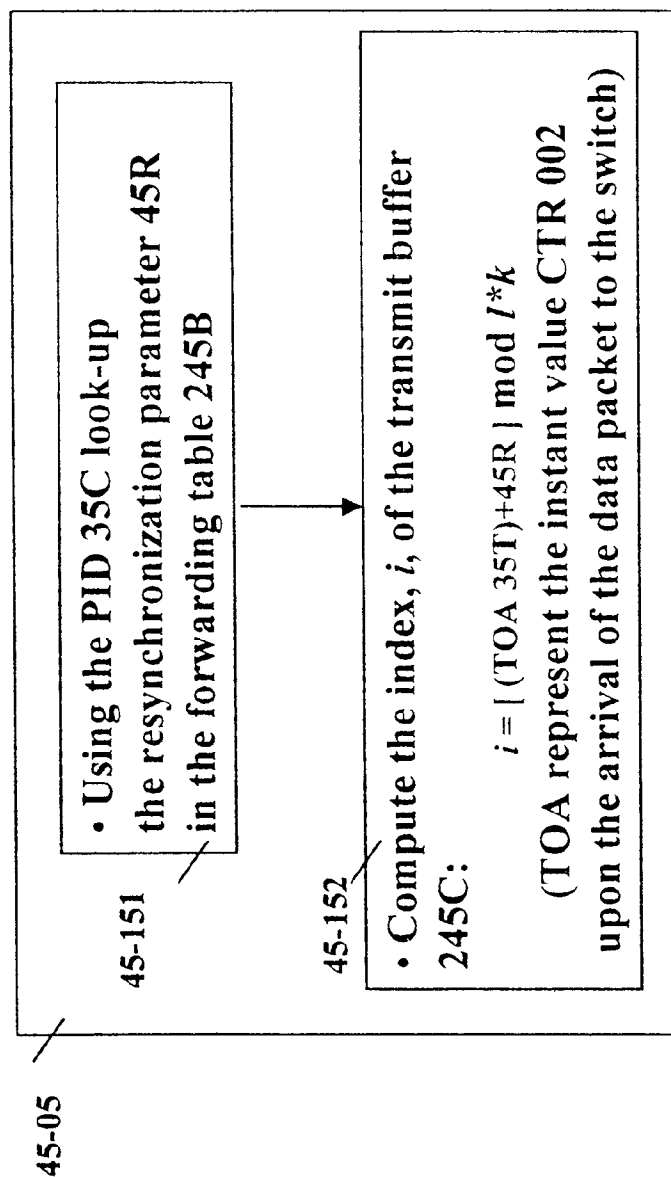 45-05
45-151
• Using the PID 35C look-up
the resynchronization parameter 45R
in the forwarding table 245B
45-152
• Compute the index, i, of the transmit buffer
245C:
i = [ (TOA 35T)+45R ] mod l*k
(TOA represent the instant value CTR 002
upon the arrival of the data packet to the switch)